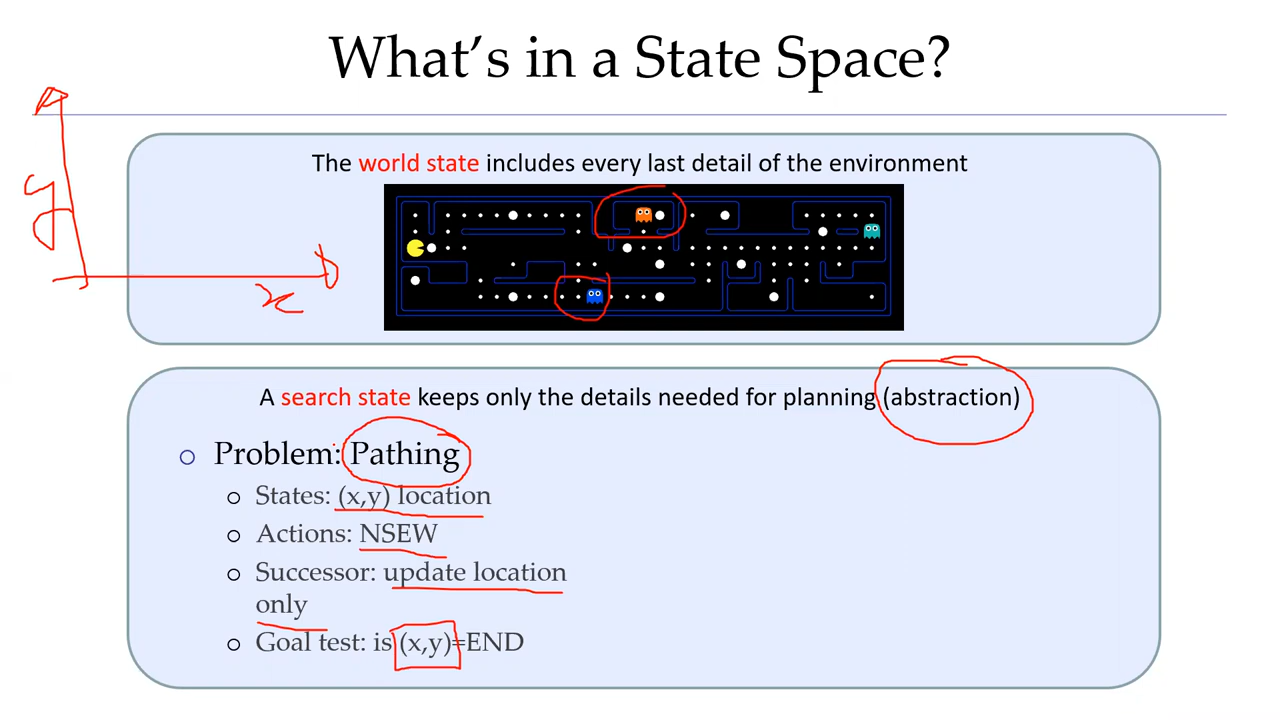 What's in a State Space?
y
x
The world state includes every last detail of the environment
A search state keeps only the details needed for planning (abstraction)
Problem: Pathing
States: (x,y) location
Actions: NSEW
Successor: update location
only
Goal test: is (x,y)=END